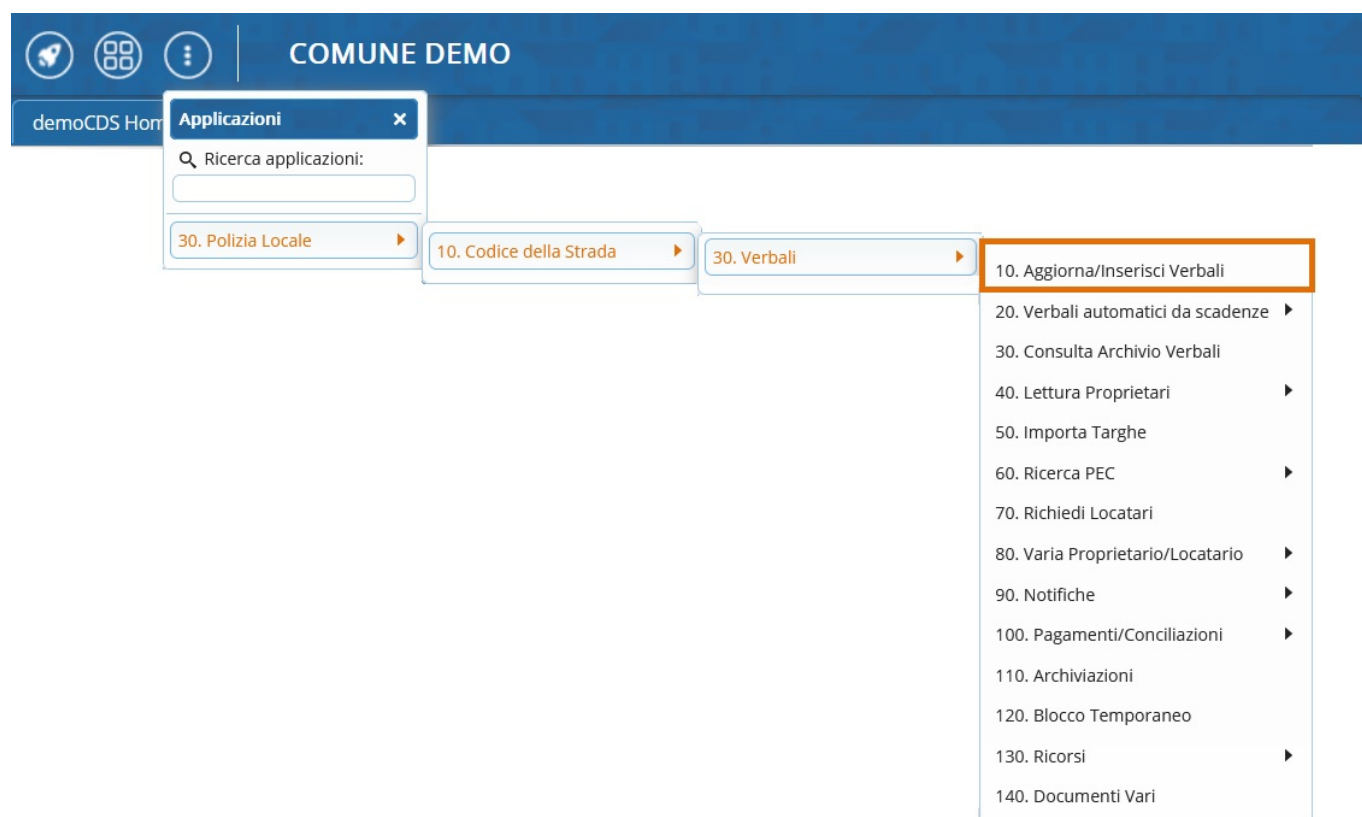 COMUNE DEMO
demoCDS Hom
Applicazioni
Ricerca applicazioni:
30. Polizia Locale
10. Codice della Strada
30. Verbali
10. Aggiorna/Inserisci Verbali
20. Verbali automatici da scadenze
30. Consulta Archivio Verbali
40. Lettura Proprietari
50. Importa Targhe
60. Ricerca PEC
70. Richiedi Locatari
80. Varia Proprietario/Locatario
90. Notifiche
100. Pagamenti/Conciliazioni
110. Archiviazioni
120. Blocco Temporaneo
130. Ricorsi
140. Documenti Vari